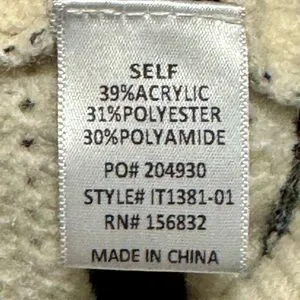 SELF
39%ACRYLIC
31%POLYESTER
30%POLYAMIDE
PO# 204930
STYLE# IT1381-01
RN# 156832
MADE IN CHINA